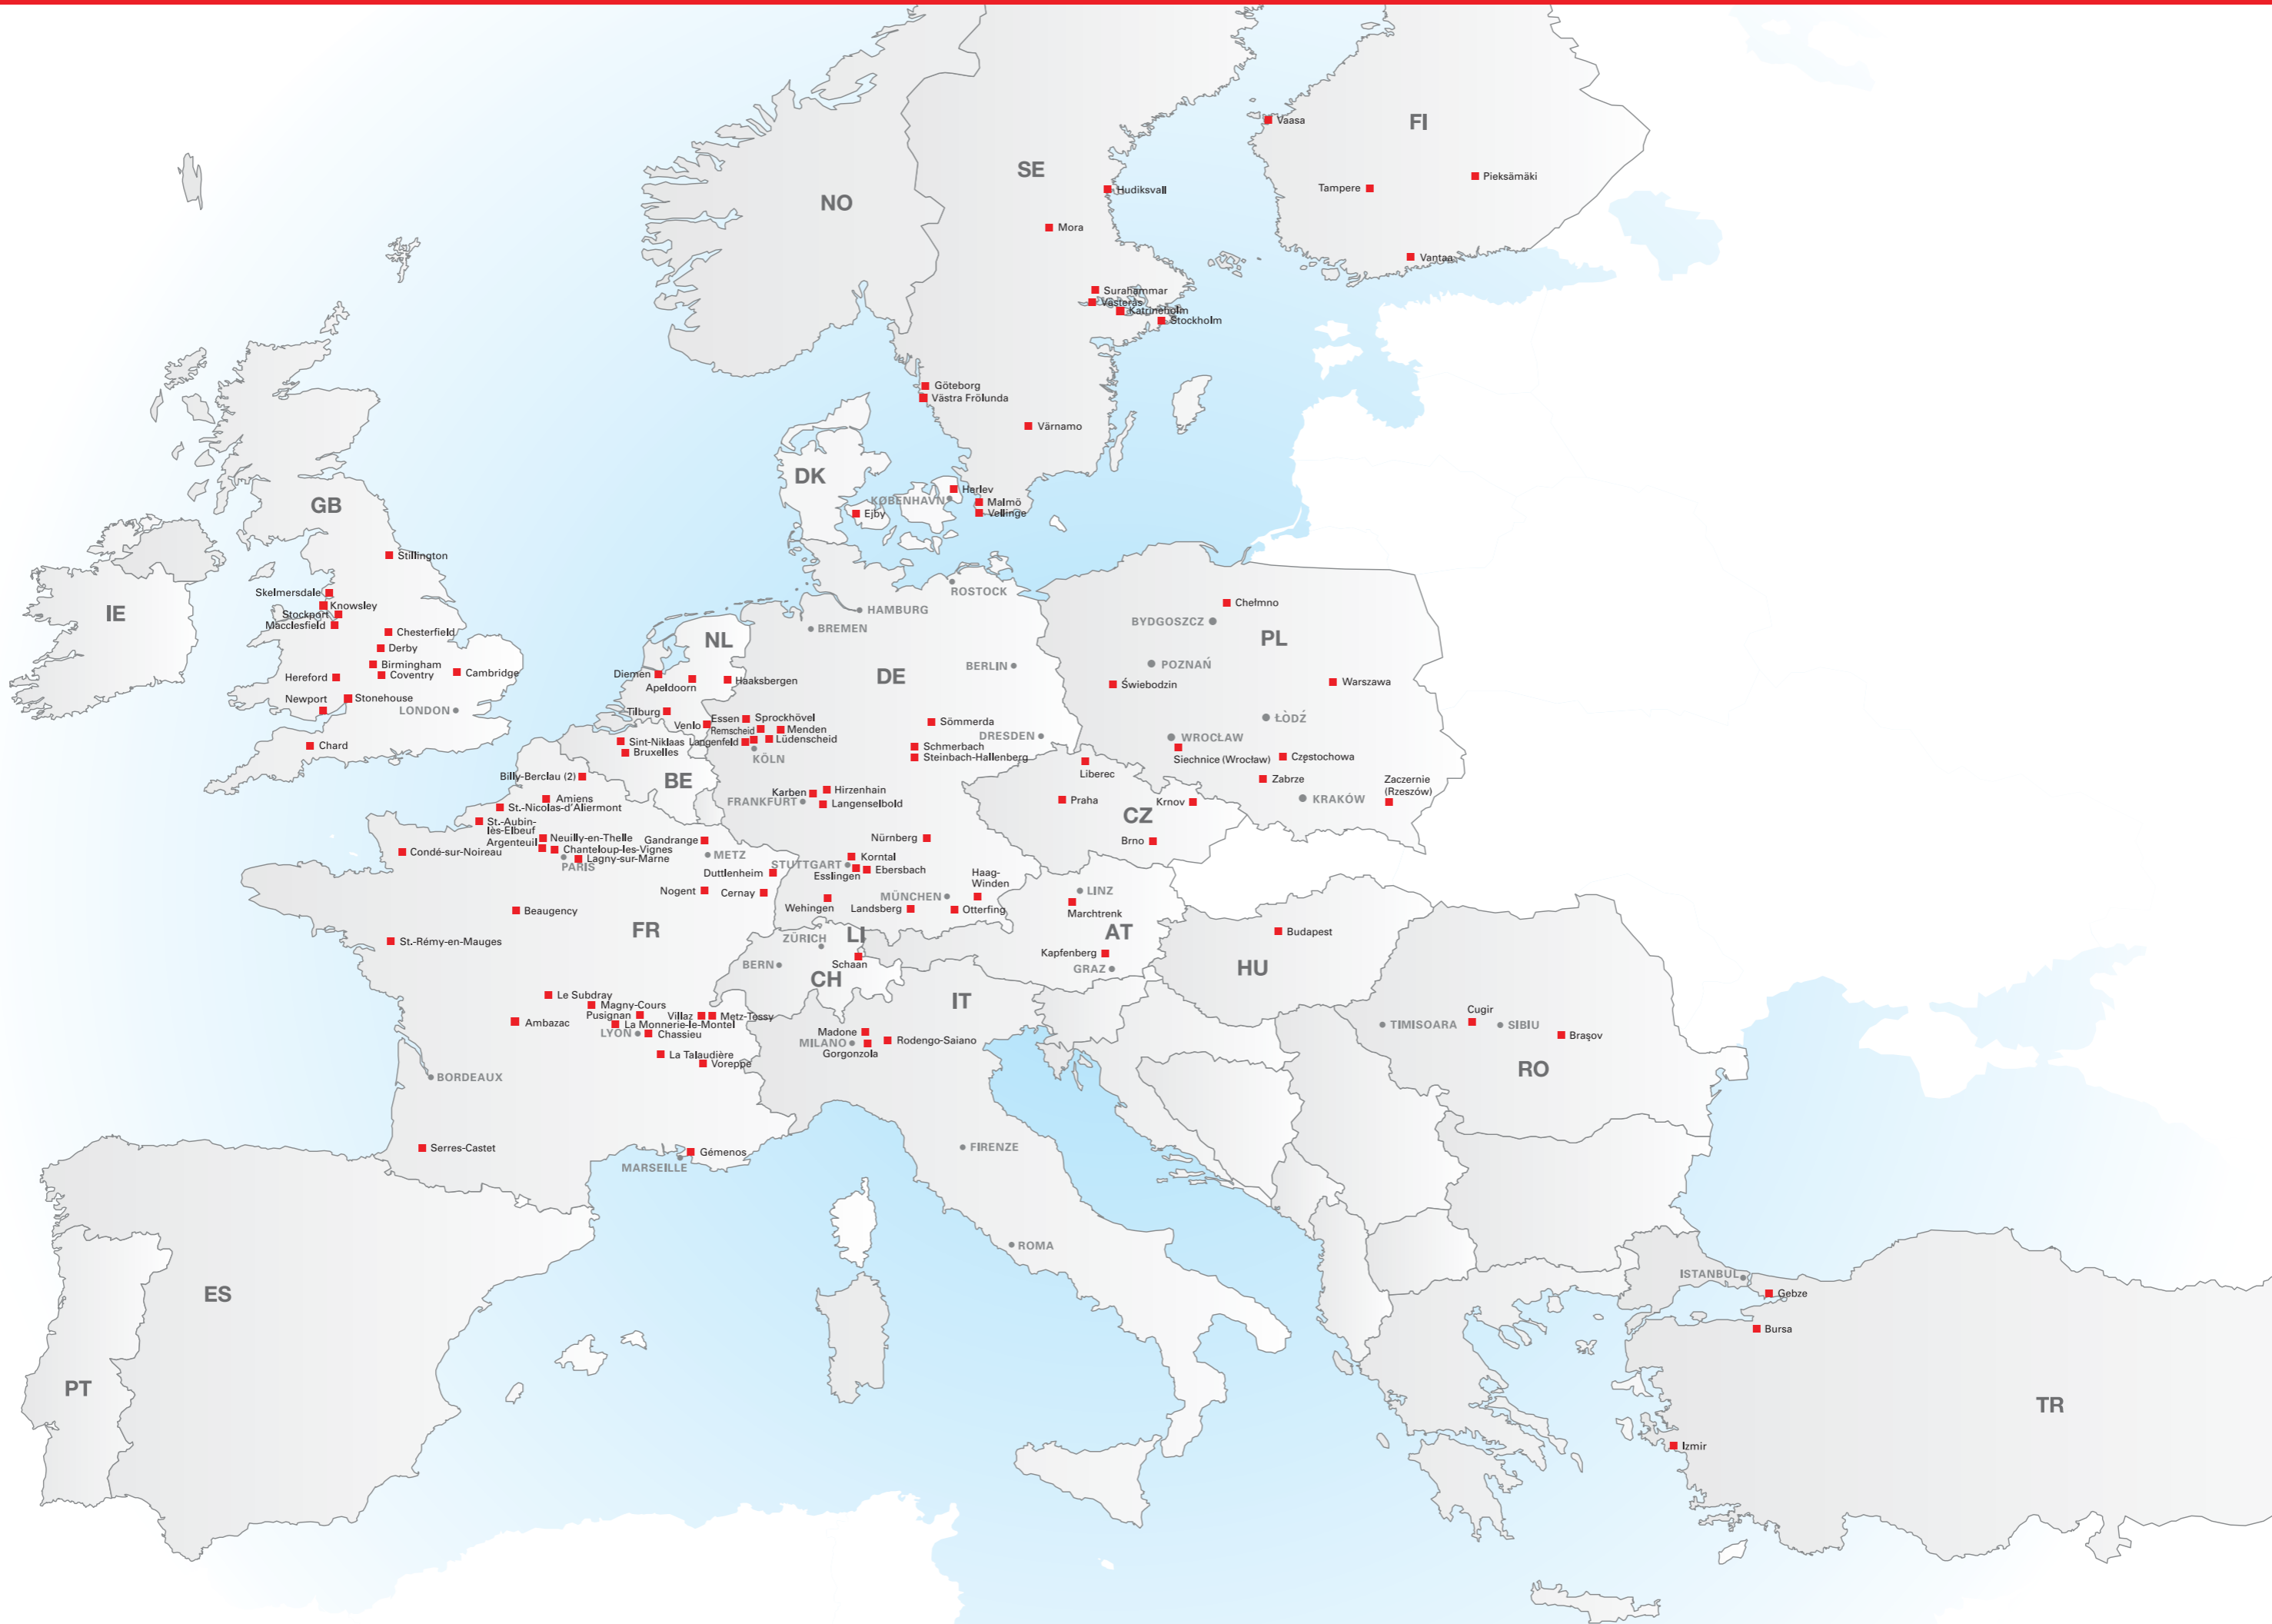 FI
Vaasa
SE
Pieksämäki
Tampere
Hudiksvall
NO
Mora
Vantaa
Surahammar
Västerås
Katrineholm
Stockholm
Göteborg
Västra Frölunda
Värnamo
DK
Herlev
KØBENHAVN
Malmö
Vellinge
Ejby
GB
Stillington
Skelmersdale
Knowsley
Stockport
Macclesfield
IE
Chesterfield
Derby
Birmingham
Coventry
Cambridge
Hereford
Newport
Stonehouse
LONDON
Chard
ROSTOCK
HAMBURG
BREMEN
NL
DE
BERLIN
Diemen
Apeldoorn
Haaksbergen
Tilburg
Venlo
Essen
Sprockhövel
Remscheid
Menden
Langenfeld
Lüdenscheid
KÖLN
Sömmerda
DRESDEN
Schmerbach
Steinbach-Hallenberg
Sint-Niklaas
Bruxelles
BE
Chełmno
BYDGOSZCZ
PL
POZNAŃ
Świebodzin
Warszawa
ŁÒDŹ
WROCŁAW
Siechnice (Wrocław)
Częstochowa
Zabrze
Zaczernie
(Rzeszów)
KRAKÓW
Liberec
Praha
Krnov
CZ
Brno
Billy-Berclau (2)
Amiens
St.-Nicolas-d'Aliermont
St.-Aubin-
lès-Elbeuf
Neuilly-en-Thelle
Argenteuil
Chanteloup-les-Vignes
Lagny-sur-Marne
PARIS
Condé-sur-Noireau
Gandrange
METZ
Duttlenheim
Nogent
Cernay
Karben
Hirzenhain
FRANKFURT
Langenselbold
Nürnberg
Korntal
STUTTGART
Esslingen
Ebersbach
Haag-
Winden
MÜNCHEN
Wehingen
Landsberg
Otterfing
LINZ
Marchtrenk
AT
Kapfenberg
GRAZ
Beaugency
FR
St.-Rémy-en-Mauges
ZÜRICH
LI
Schaan
BERN
CH
Budapest
HU
IT
Le Subdray
Magny-Cours
Pusignan
Villaz
Metz-Tessy
Ambazac
La Monnerie-le-Montel
LYON
Chassieu
La Talaudière
Voreppe
Madone
MILANO
Rodengo-Saiano
Gorgonzola
Cugir
TIMISOARA
SIBIU
Braşov
RO
BORDEAUX
Serres-Castet
Gémenos
MARSEILLE
FIRENZE
ROMA
ES
PT
ISTANBUL
Gebze
Bursa
TR
Izmir